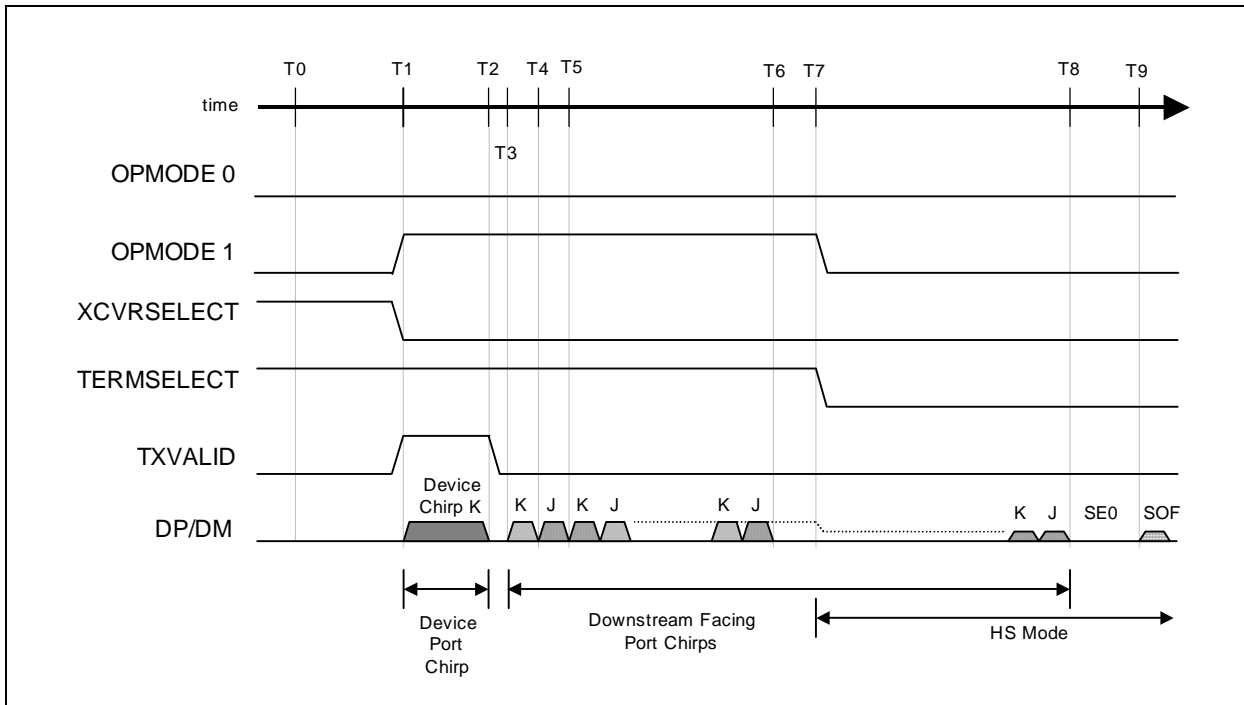 T0 T1 T2 T4 T5 T6 T7 T8 T9
time
T3
OPMODE 0
OPMODE 1
XCVRSELECT
TERMSELECT
TXVALID
Device
Chirp K
K J K J K J K J SE0 SOF
DP/DM
Device
Port
Chirp
Downstream Facing
Port Chirps
HS Mode